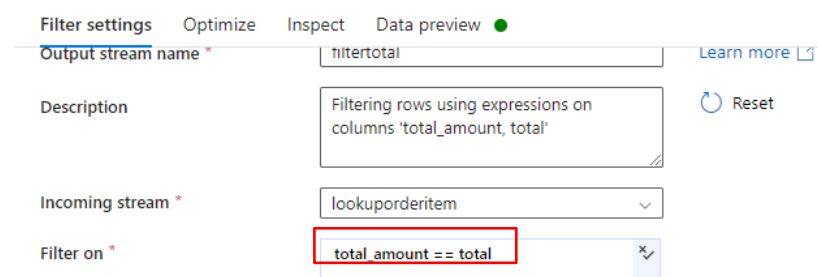 Filter settings Optimize Inspect Data preview
Output stream name * filtertotal Learn more
Description Filtering rows using expressions on
columns 'total_amount, total'
Reset
Incoming stream * lookuporderitem
Filter on * total_amount == total